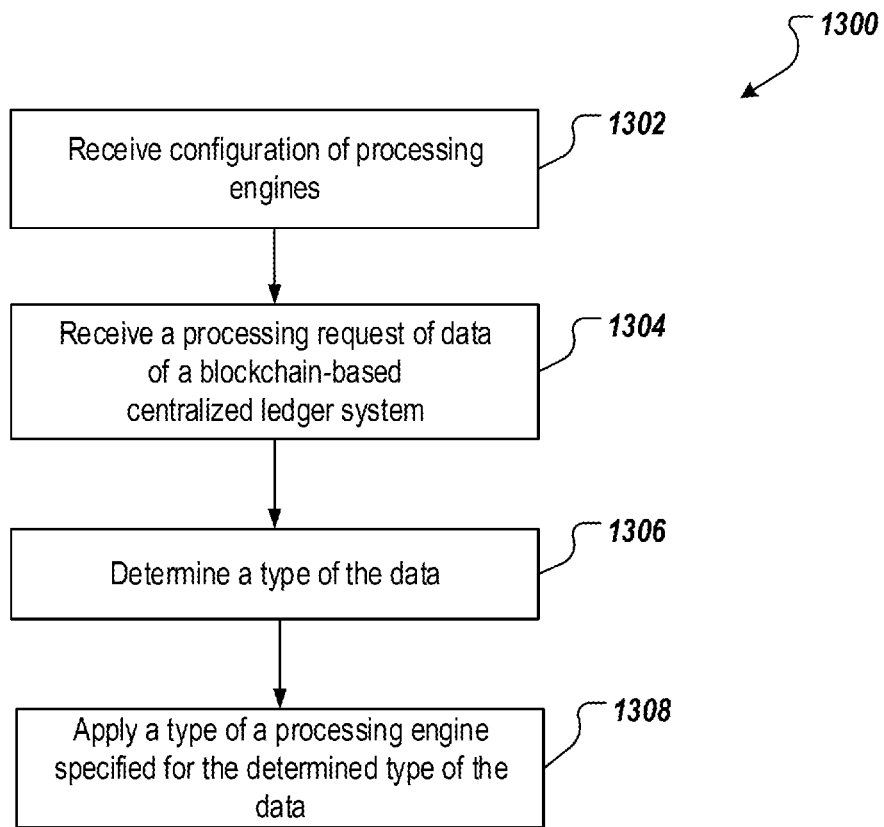 1300
1302
Receive configuration of processing
engines
1304
Receive a processing request of data
of a blockchain-based
centralized ledger system
1306
Determine a type of the data
1308
Apply a type of a processing engine
specified for the determined type of the
data